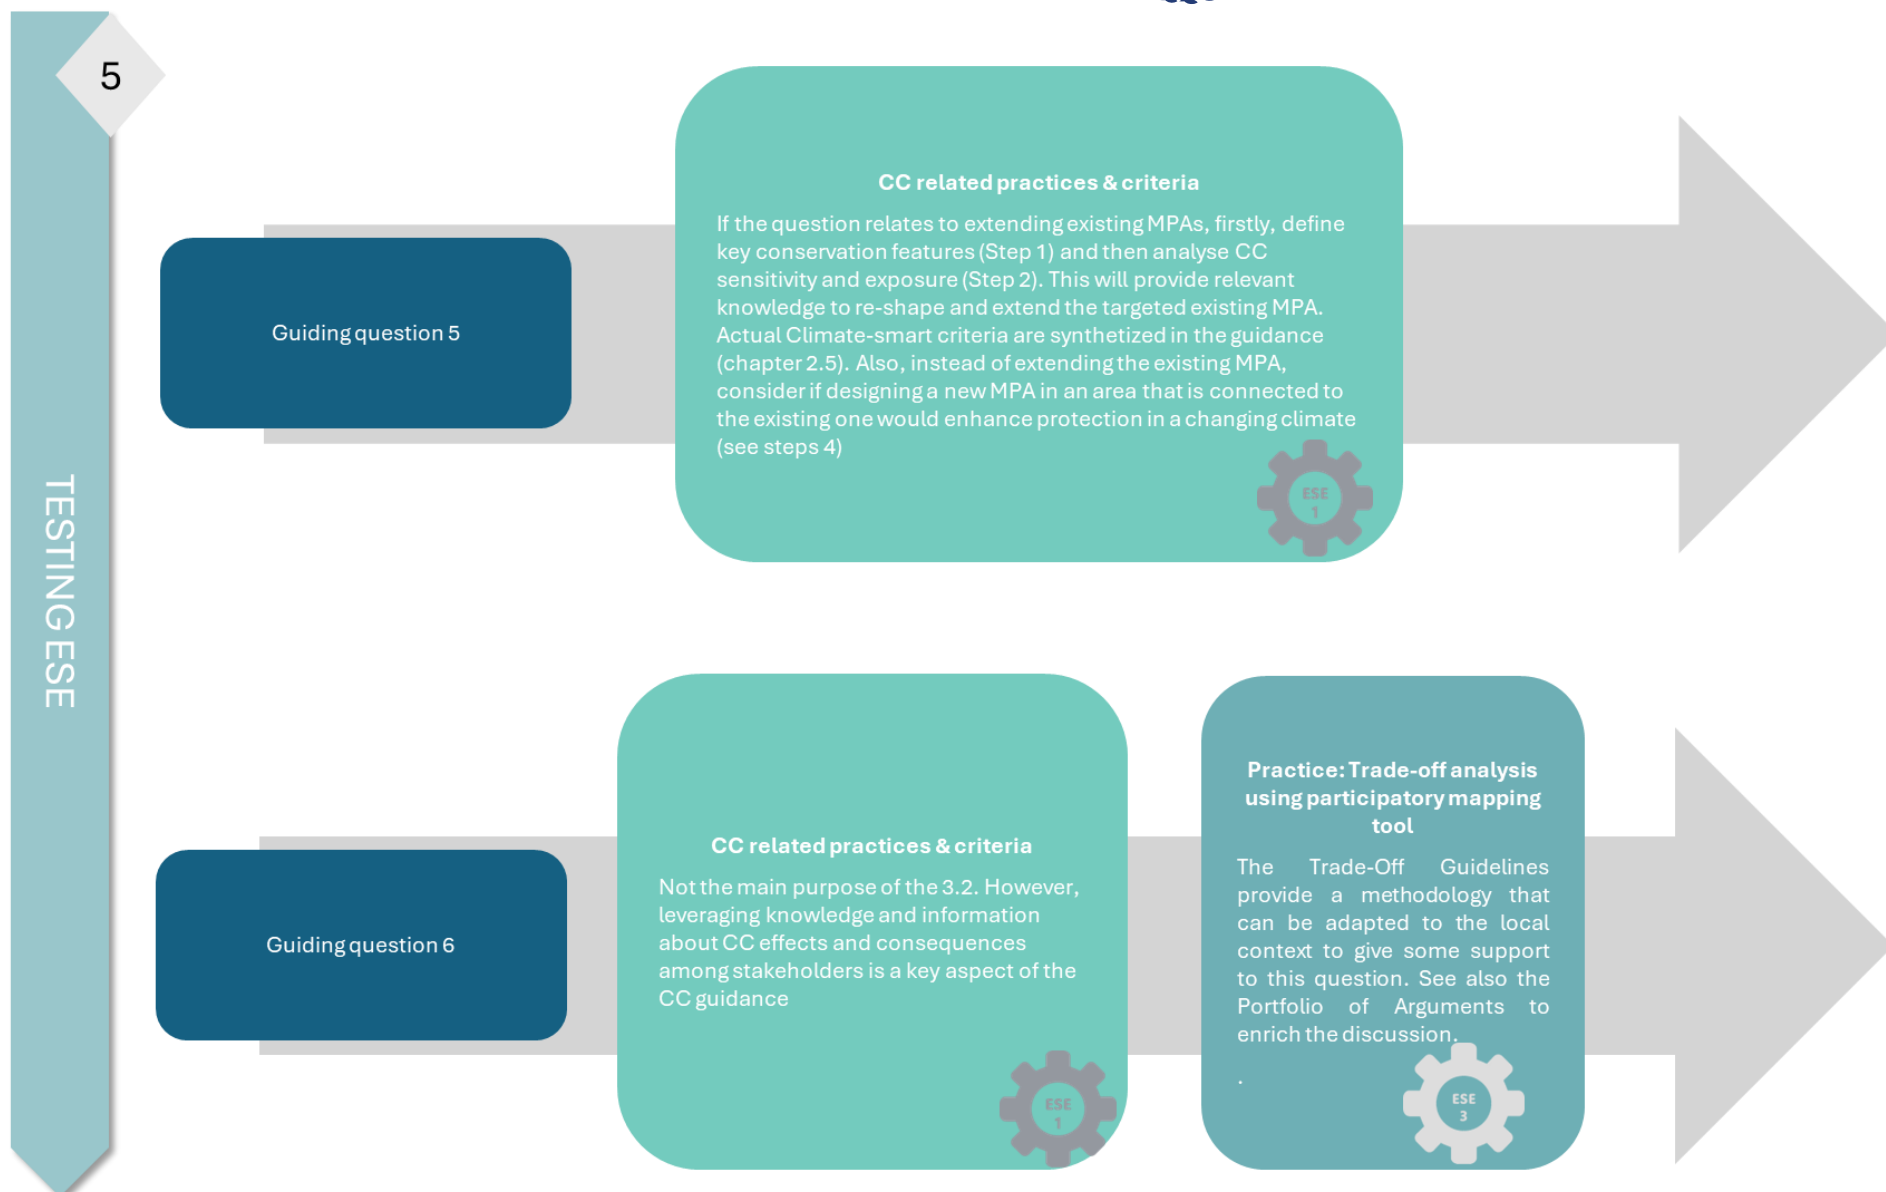 5
TESTING ESE
Guiding question 5
CC related practices & criteria
If the question relates to extending existing MPAs, firstly, define
key conservation features (Step 1) and then analyse CC
sensitivity and exposure (Step 2). This will provide relevant
knowledge to re-shape and extend the targeted existing MPA.
Actual Climate-smart criteria are synthetized in the guidance
(chapter 2.5). Also, instead of extending the existing MPA,
consider if designing a new MPA in an area that is connected to
the existing one would enhance protection in a changing climate
(see steps 4)
ESE
1
Guiding question 6
CC related practices & criteria
Not the main purpose of the 3.2. However,
leveraging knowledge and information
about CC effects and consequences
among stakeholders is a key aspect of the
CC guidance
ESE
1
Practice: Trade-off analysis
using participatory mapping
tool
The Trade-Off Guidelines
provide a methodology that
can be adapted to the local
context to give some support
to this question. See also the
Portfolio of Arguments to
enrich the discussion.
.
ESE
3